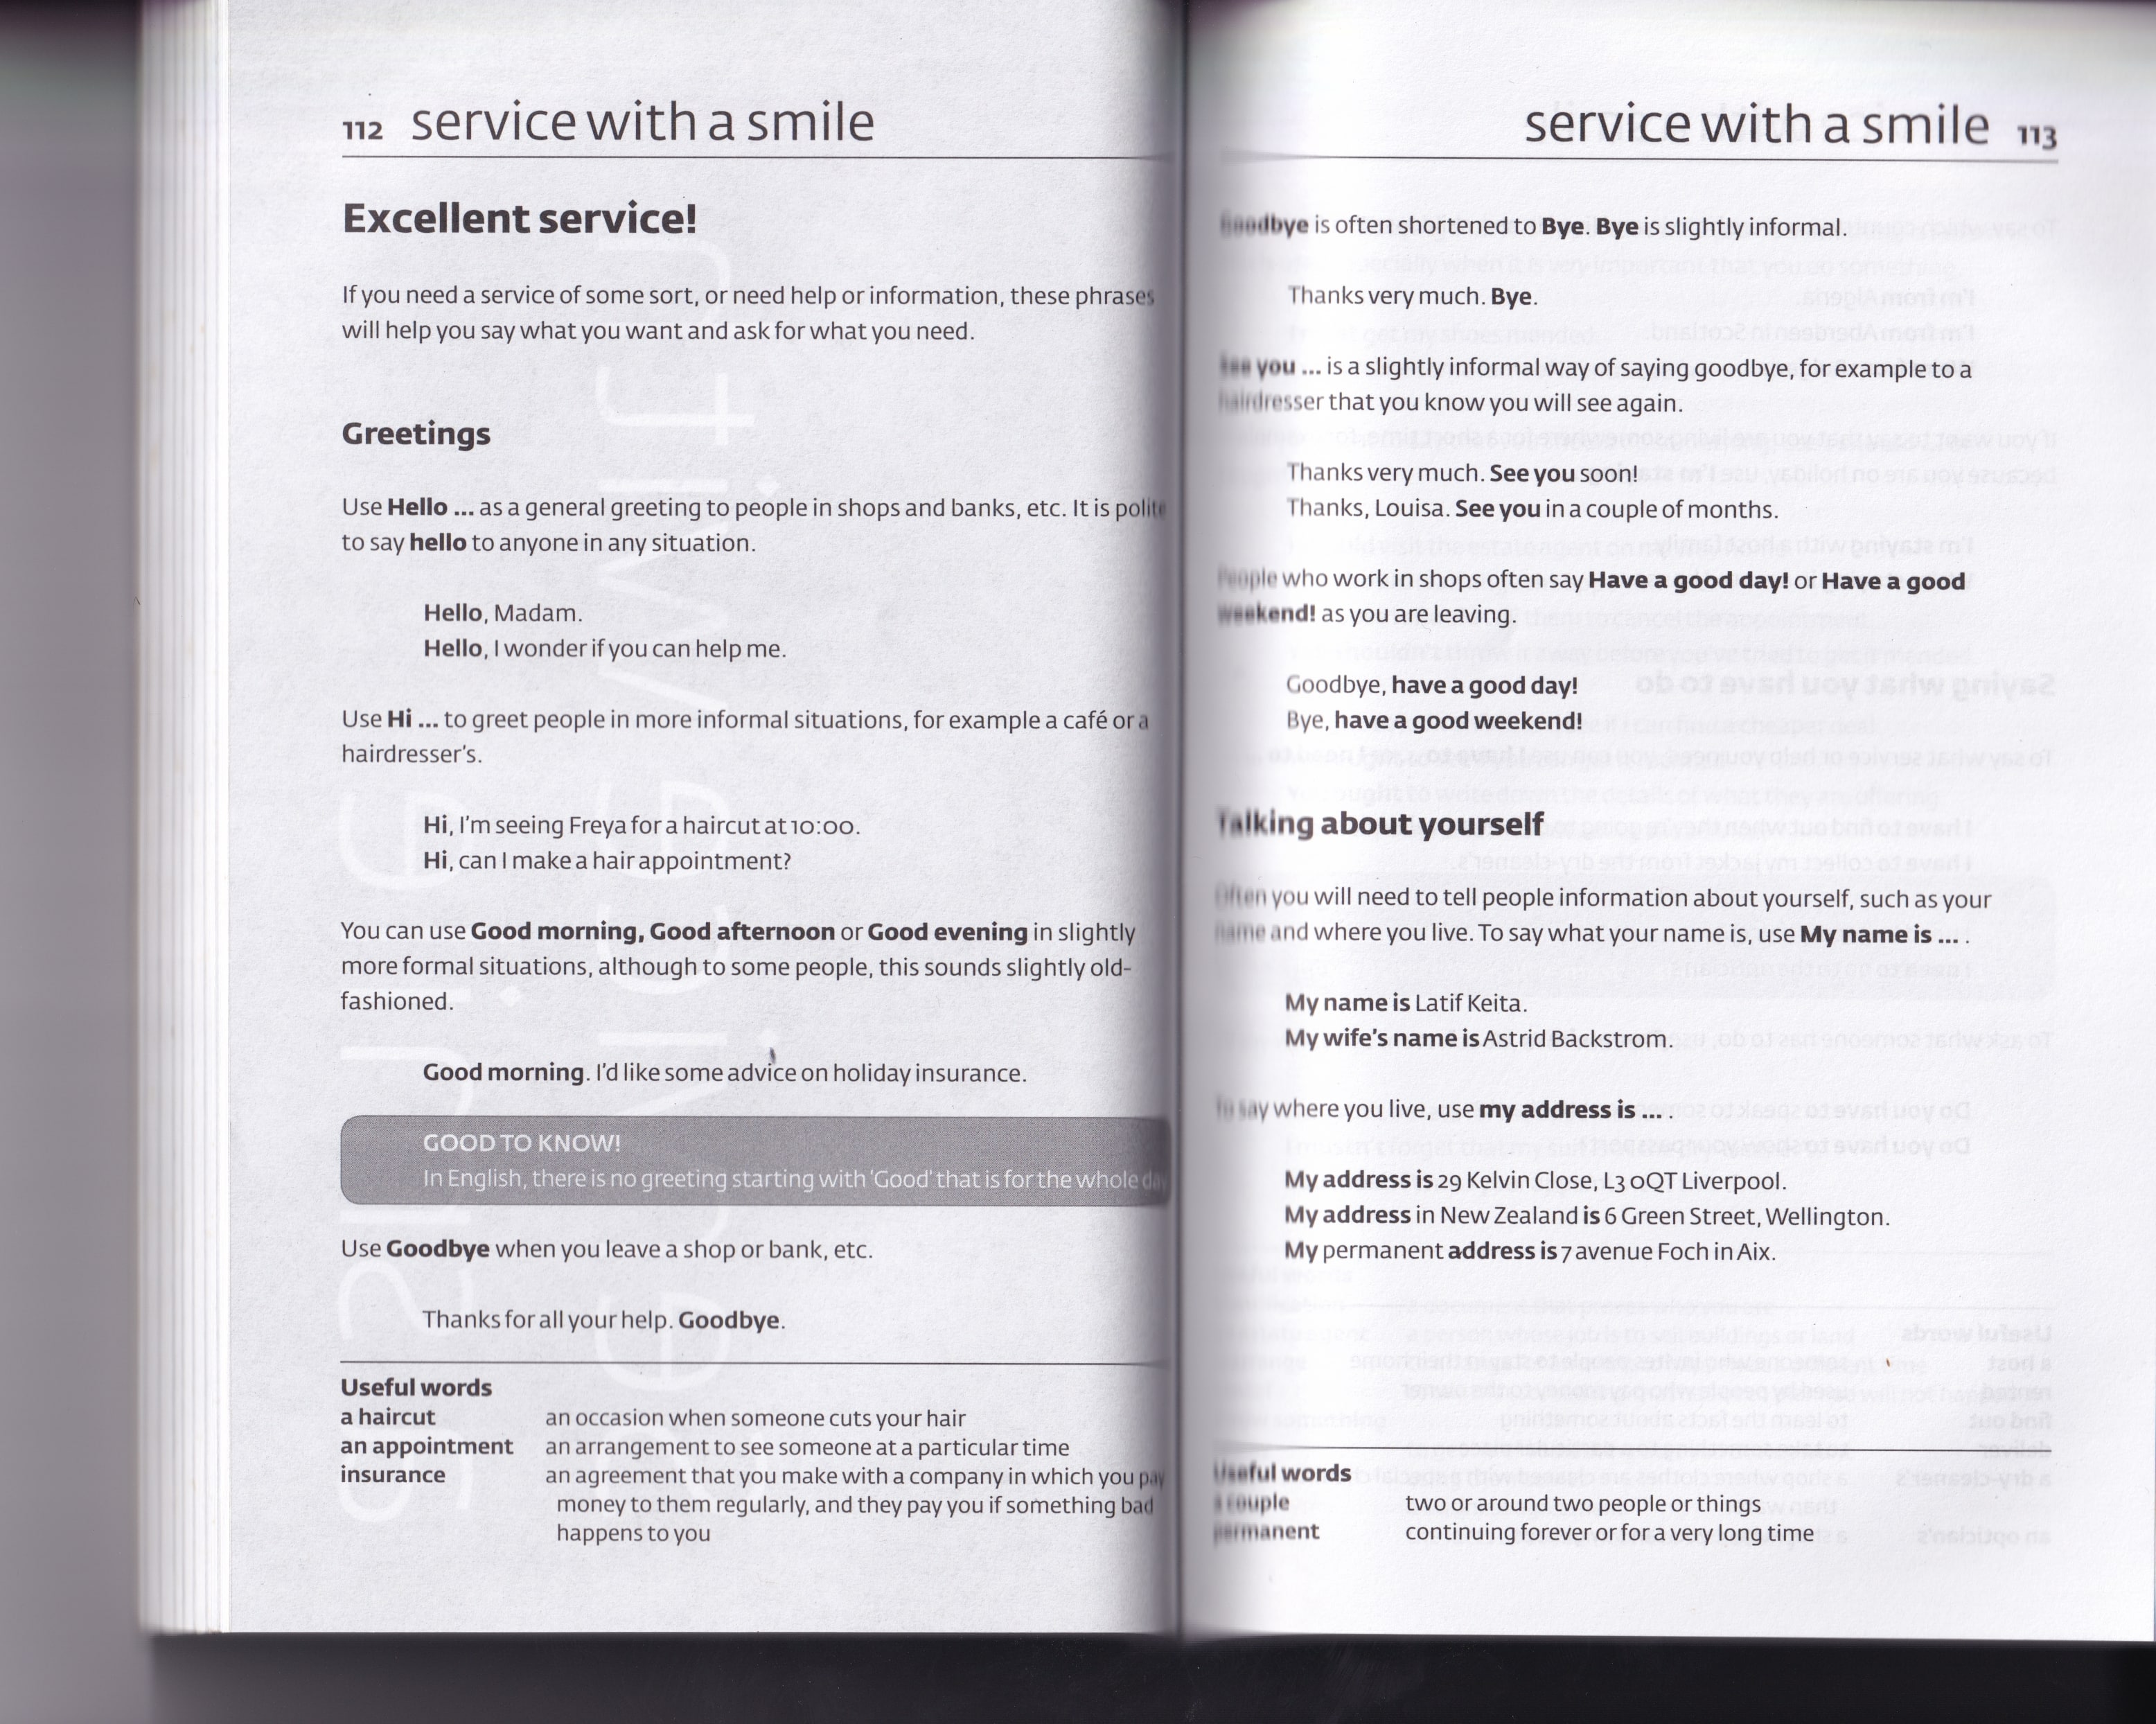 112 service with a smile
Excellent service!
If you need a service of some sort, or need help or information, these phrases
will help you say what you want and ask for what you need.
Greetings
Use Hello ... as a general greeting to people in shops and banks, etc. It is polite
to say hello to anyone in any situation.
Hello, Madam.
Hello, I wonder if you can help me.
Use Hi ... to greet people in more informal situations, for example a café or a
hairdresser's.
Hi, I'm seeing Freya for a haircut at 10:00.
Hi, can I make a hair appointment?
You can use Good morning, Good afternoon or Good evening in slightly
more formal situations, although to some people, this sounds slightly old-
fashioned.
Good morning. I'd like some advice on holiday insurance.
GOOD TO KNOW!
In English, there is no greeting starting with 'Good' that is for the whole day
Use Goodbye when you leave a shop or bank, etc.
Thanks for all your help. Goodbye.
Useful words
a haircut an occasion when someone cuts your hair
an appointment an arrangement to see someone at a particular time
insurance an agreement that you make with a company in which you pay
money to them regularly, and they pay you if something bad
happens to you
service with a smile 113
Goodbye is often shortened to Bye. Bye is slightly informal.
Thanks very much. Bye.
See you ... is a slightly informal way of saying goodbye, for example to a
hairdresser that you know you will see again.
Thanks very much. See you soon!
Thanks, Louisa. See you in a couple of months.
People who work in shops often say Have a good day! or Have a good
weekend! as you are leaving.
Goodbye, have a good day!
Bye, have a good weekend!
Talking about yourself
Often you will need to tell people information about yourself, such as your
name and where you live. To say what your name is, use My name is ... .
My name is Latif Keita.
My wife's name is Astrid Backstrom.
To say where you live, use my address is ... .
My address is 29 Kelvin Close, L3 0QT Liverpool.
My address in New Zealand is 6 Green Street, Wellington.
My permanent address is 7 avenue Foch in Aix.
Useful words
a couple two or around two people or things
permanent continuing forever or for a very long time